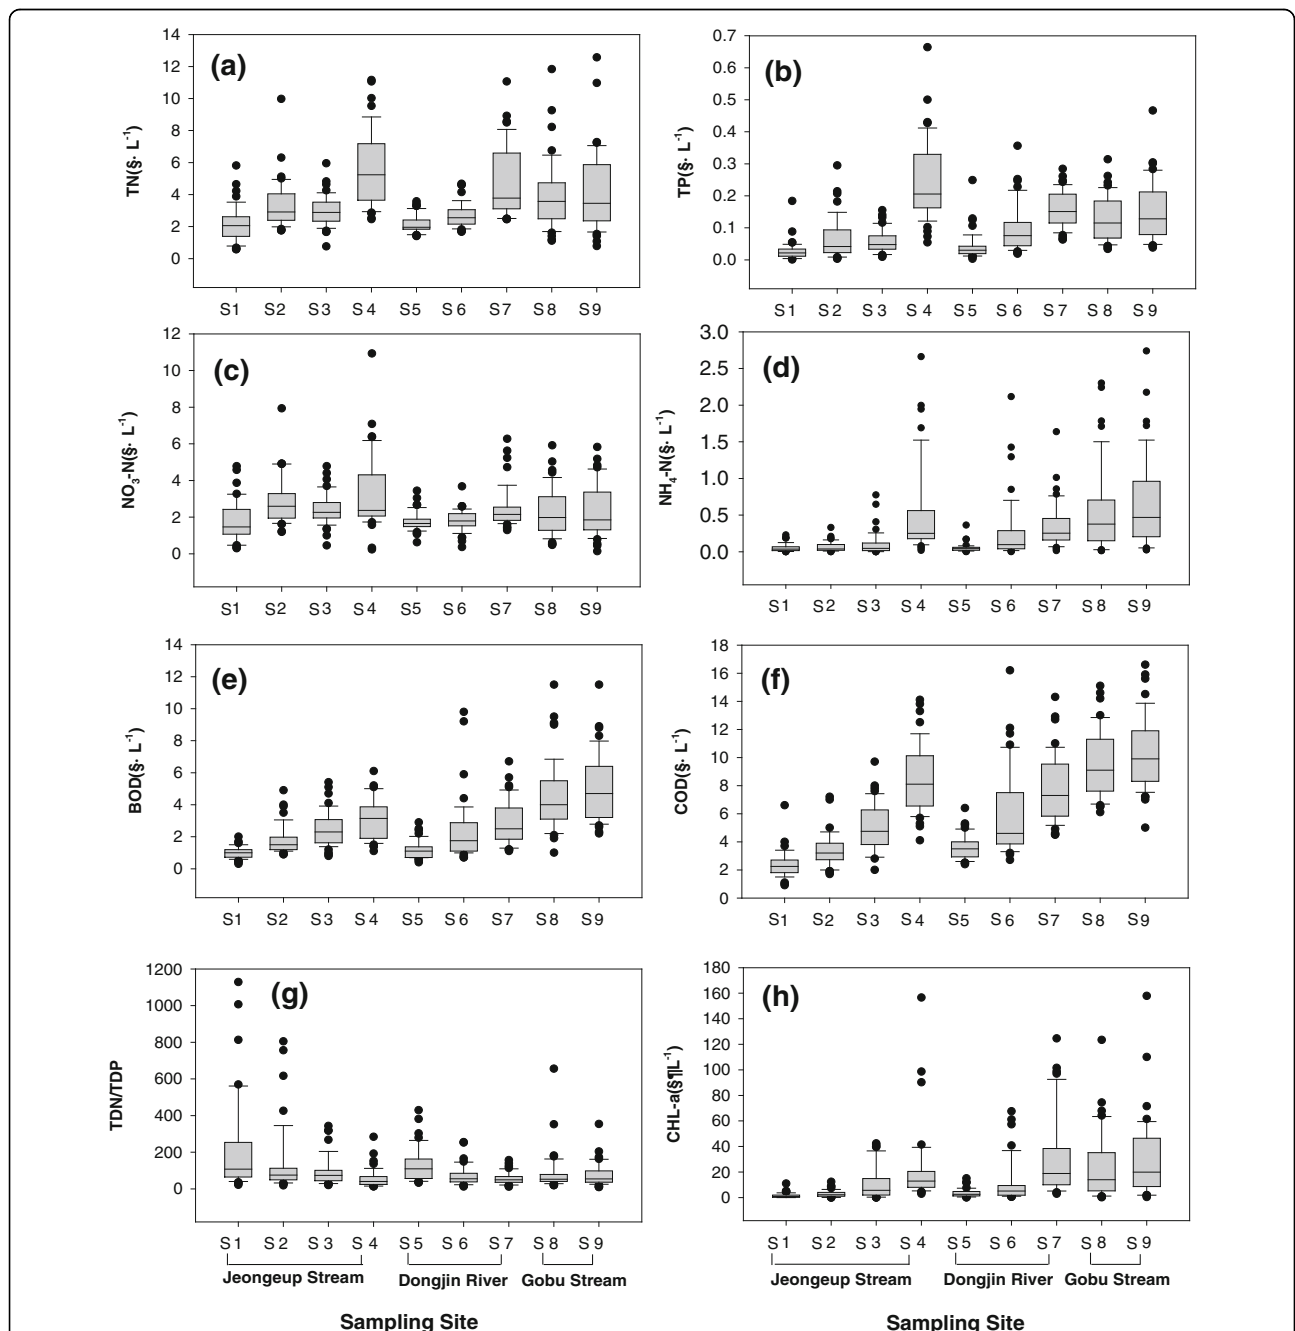 (a)
TN(§· L⁻¹)
14
12
10
8
6
4
2
0
S1 S2 S3 S4 S5 S6 S7 S8 S9
(b)
TP(§· L⁻¹)
0.7
0.6
0.5
0.4
0.3
0.2
0.1
0.0
S1 S2 S3 S4 S5 S6 S7 S8 S9
(c)
NO₃-N(§· L⁻¹)
12
10
8
6
4
2
0
S1 S2 S3 S4 S5 S6 S7 S8 S9
(d)
NH₄-N(§· L⁻¹)
3.0
2.5
2.0
1.5
1.0
0.5
0.0
S1 S2 S3 S4 S5 S6 S7 S8 S9
(e)
BOD(§· L⁻¹)
14
12
10
8
6
4
2
0
S1 S2 S3 S4 S5 S6 S7 S8 S9
(f)
COD(§· L⁻¹)
18
16
14
12
10
8
6
4
2
0
S1 S2 S3 S4 S5 S6 S7 S8 S9
(g)
TDN/TDP
1200
1000
800
600
400
200
0
S1 S2 S3 S4 S5 S6 S7 S8 S9
Jeongeup Stream Dongjin River Gobu Stream
Sampling Site
(h)
CHL-a(§¶L⁻¹)
180
160
140
120
100
80
60
40
20
0
S1 S2 S3 S4 S5 S6 S7 S8 S9
Jeongeup Stream Dongjin River Gobu Stream
Sampling Site